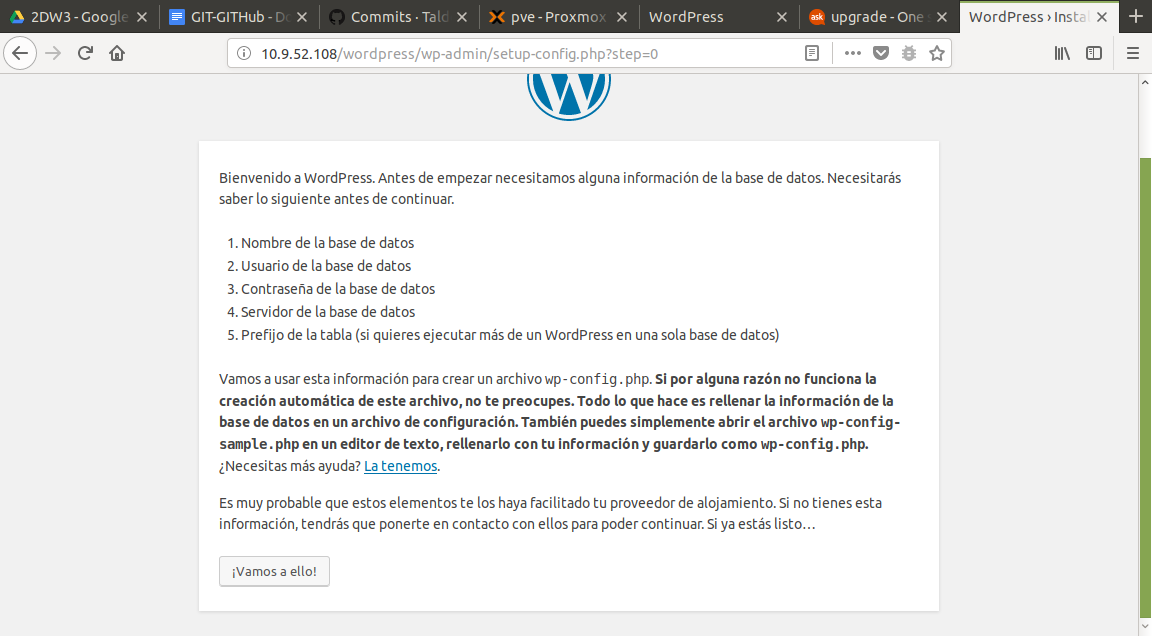 2DW3 - Google
GIT-GITHub - Do
Commits · Tald
pve - Proxmox
WordPress
ask
upgrade - One s
WordPress › Instal
10.9.52.108/wordpress/wp-admin/setup-config.php?step=0
W
Bienvenido a WordPress. Antes de empezar necesitamos alguna información de la base de datos. Necesitarás
saber lo siguiente antes de continuar.
1. Nombre de la base de datos
2. Usuario de la base de datos
3. Contraseña de la base de datos
4. Servidor de la base de datos
5. Prefijo de la tabla (si quieres ejecutar más de un WordPress en una sola base de datos)
Vamos a usar esta información para crear un archivo wp-config.php. Si por alguna razón no funciona la
creación automática de este archivo, no te preocupes. Todo lo que hace es rellenar la información de la
base de datos en un archivo de configuración. También puedes simplemente abrir el archivo wp-config-
sample.php en un editor de texto, rellenarlo con tu información y guardarlo como wp-config.php.
¿Necesitas más ayuda? La tenemos.
Es muy probable que estos elementos te los haya facilitado tu proveedor de alojamiento. Si no tienes esta
información, tendrás que ponerte en contacto con ellos para poder continuar. Si ya estás listo…
¡Vamos a ello!